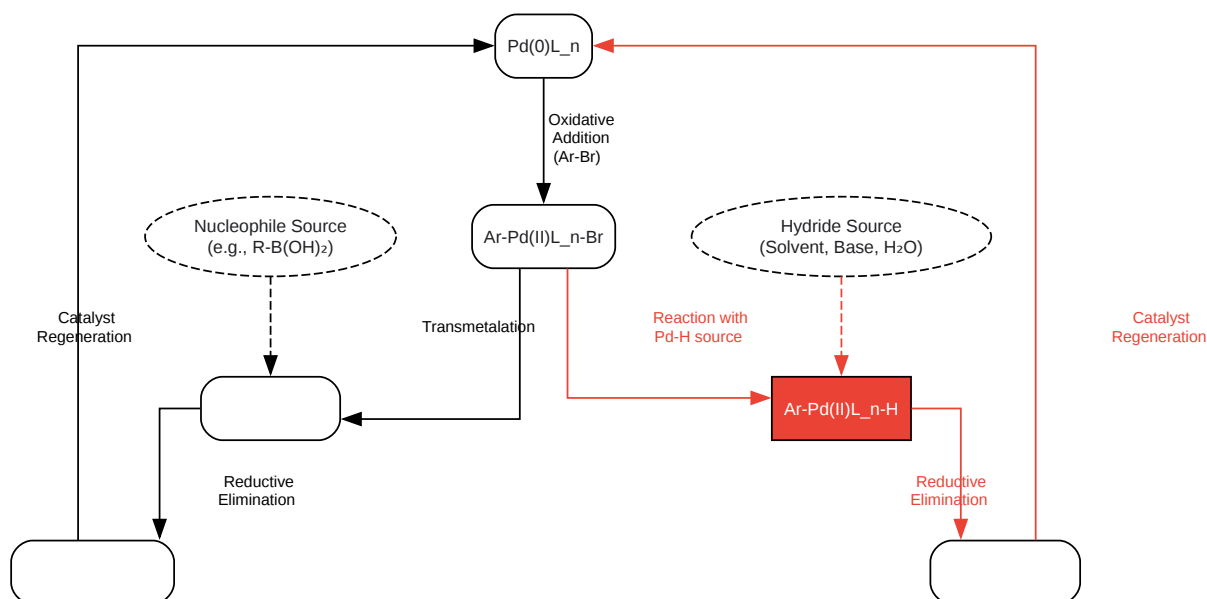 Pd(0)L_n
Oxidative
Addition
(Ar-Br)
Nucleophile Source
(e.g., R-B(OH)₂)
Ar-Pd(II)L_n-Br
Hydride Source
(Solvent, Base, H₂O)
Catalyst
Regeneration
Transmetalation
Reaction with
Pd-H source
Catalyst
Regeneration
Ar-Pd(II)L_n-H
Reductive
Elimination
Reductive
Elimination